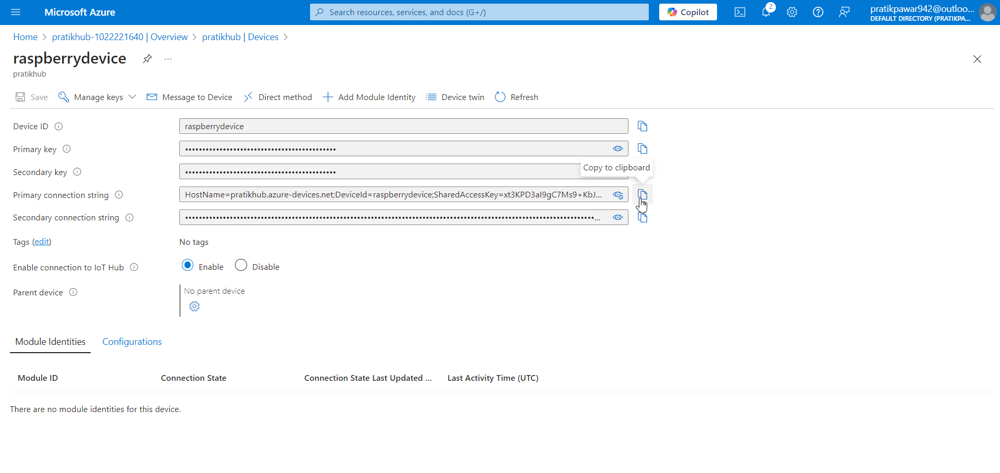 Microsoft Azure
Search resources, services, and docs (G+/)
Copilot
2
pratikpawar942@outloo...
DEFAULT DIRECTORY (PRATIKPA...
Home > pratikhub-1022221640 | Overview > pratikhub | Devices >
raspberrydevice
pratikhub
Save Manage keys Message to Device Direct method Add Module Identity Device twin Refresh
Device ID raspberrydevice
Primary key
Copy to clipboard
Secondary key
Primary connection string HostName=pratikhub.azure-devices.net;DeviceId=raspberrydevice;SharedAccessKey=xt3KPD3aI9gC7Ms9+KbJ...
Secondary connection string
Tags (edit) No tags
Enable connection to IoT Hub Enable Disable
Parent device No parent device
Module Identities Configurations
Module ID Connection State Connection State Last Updated ... Last Activity Time (UTC)
There are no module identities for this device.